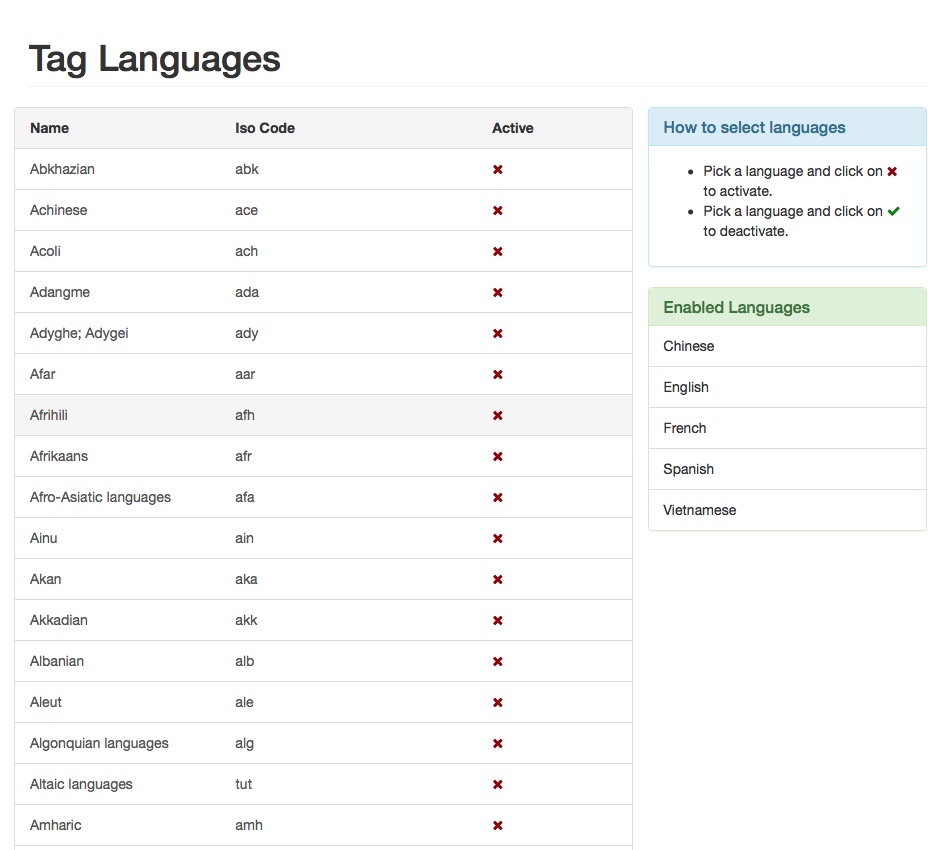 Tag Languages
Name Iso Code Active
Abkhazian abk
Achinese ace
Acoli ach
Adangme ada
Adyghe; Adygei ady
Afar aar
Afrihili afh
Afrikaans afr
Afro-Asiatic languages afa
Ainu ain
Akan aka
Akkadian akk
Albanian alb
Aleut ale
Algonquian languages alg
Altaic languages tut
Amharic amh
How to select languages
Pick a language and click on
to activate.
Pick a language and click on
to deactivate.
Enabled Languages
Chinese
English
French
Spanish
Vietnamese